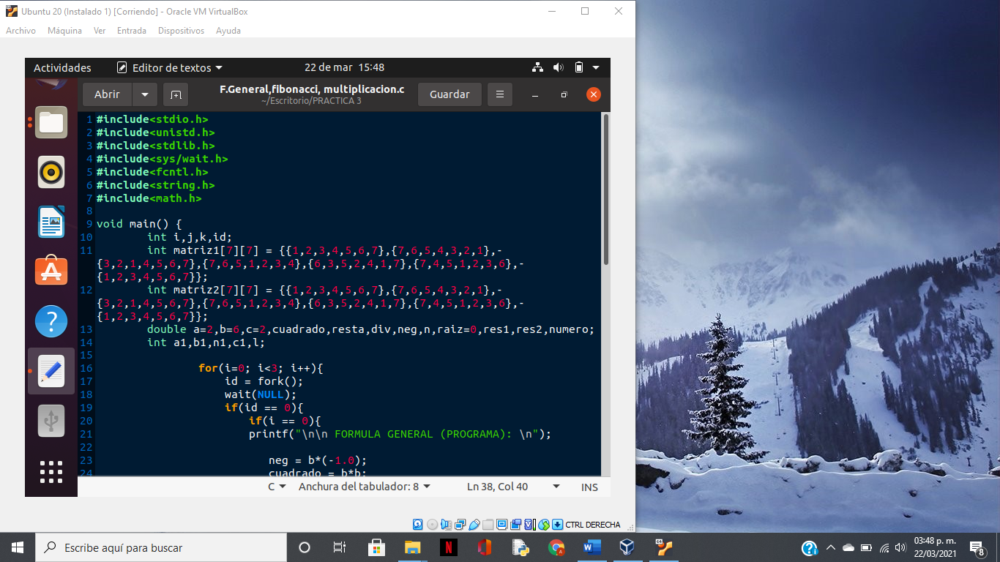 Ubuntu 20 (Instalado 1) [Corriendo] - Oracle VM VirtualBox
Archivo Máquina Ver Entrada Dispositivos Ayuda
Actividades Editor de textos 22 de mar 15:48
Abrir F.General,fibonacci, multiplicacion.c Guardar
~/Escritorio/PRACTICA 3
1 #include<stdio.h>
2 #include<unistd.h>
3 #include<stdlib.h>
4 #include<sys/wait.h>
5 #include<fcntl.h>
6 #include<string.h>
7 #include<math.h>
8
9 void main() {
10 int i,j,k,id;
11 int matriz1[7][7] = {{1,2,3,4,5,6,7},{7,6,5,4,3,2,1},-
{3,2,1,4,5,6,7},{7,6,5,1,2,3,4},{6,3,5,2,4,1,7},{7,4,5,1,2,3,6},-
{1,2,3,4,5,6,7}};
12 int matriz2[7][7] = {{1,2,3,4,5,6,7},{7,6,5,4,3,2,1},-
{3,2,1,4,5,6,7},{7,6,5,1,2,3,4},{6,3,5,2,4,1,7},{7,4,5,1,2,3,6},-
{1,2,3,4,5,6,7}};
13 double a=2,b=6,c=2,cuadrado,resta,div,neg,n,raiz=0,res1,res2,numero;
14 int a1,b1,n1,c1,l;
15
16 for(i=0; i<3; i++){
17 id = fork();
18 wait(NULL);
19 if(id == 0){
20 if(i == 0){
21 printf("\n\n FORMULA GENERAL (PROGRAMA): \n");
22
23 neg = b*(-1.0);
24 cuadrado = b*b;
C Anchura del tabulador: 8 Ln 38, Col 40 INS
CTRL DERECHA
Escribe aquí para buscar
03:48 p. m.
22/03/2021
8